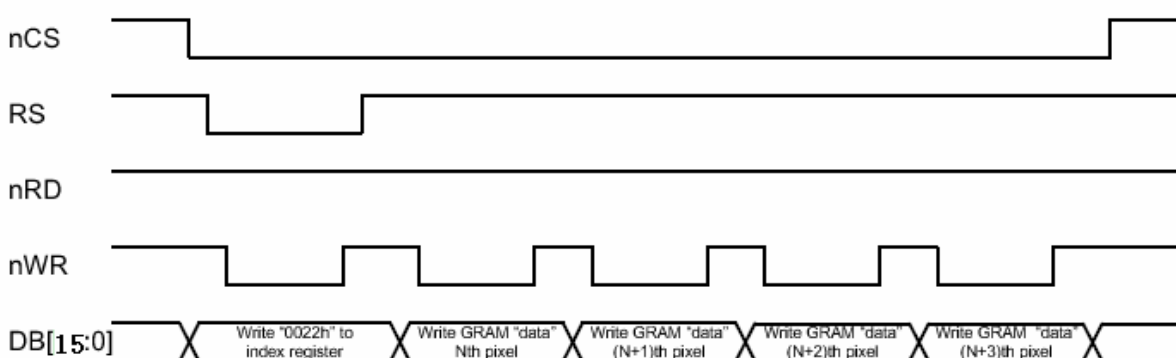 nCS
RS
nRD
nWR
DB[15:0]
Write "0022h" to
index register
Write GRAM "data"
Nth pixel
Write GRAM "data"
(N+1)th pixel
Write GRAM "data"
(N+2)th pixel
Write GRAM "data"
(N+3)th pixel